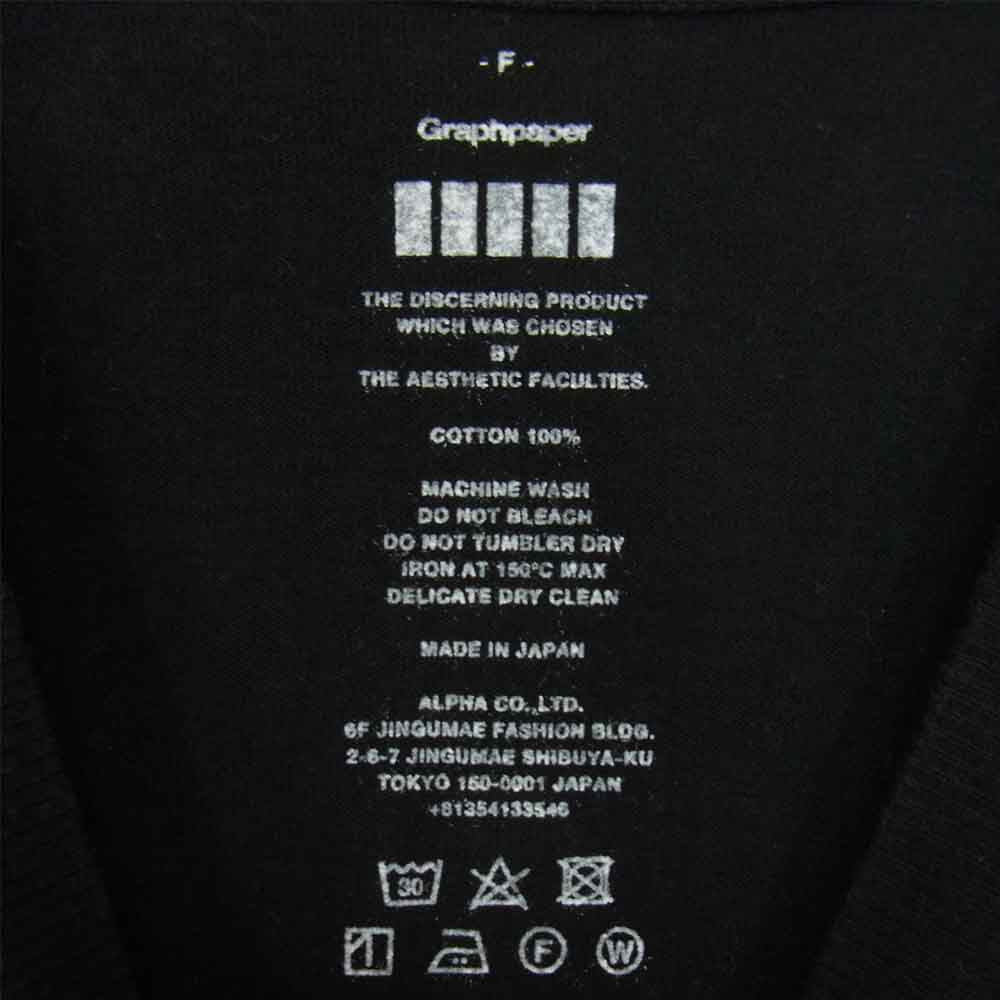 - F -
Graphpaper
THE DISCERNING PRODUCT
WHICH WAS CHOSEN
BY
THE AESTHETIC FACULTIES.
COTTON 100%
MACHINE WASH
DO NOT BLEACH
DO NOT TUMBLER DRY
IRON AT 150°C MAX
DELICATE DRY CLEAN
MADE IN JAPAN
ALPHA CO.,LTD.
6F JINGUMAE FASHION BLDG.
2-6-7 JINGUMAE SHIBUYA-KU
TOKYO 150-0001 JAPAN
+81354133546
30
F W